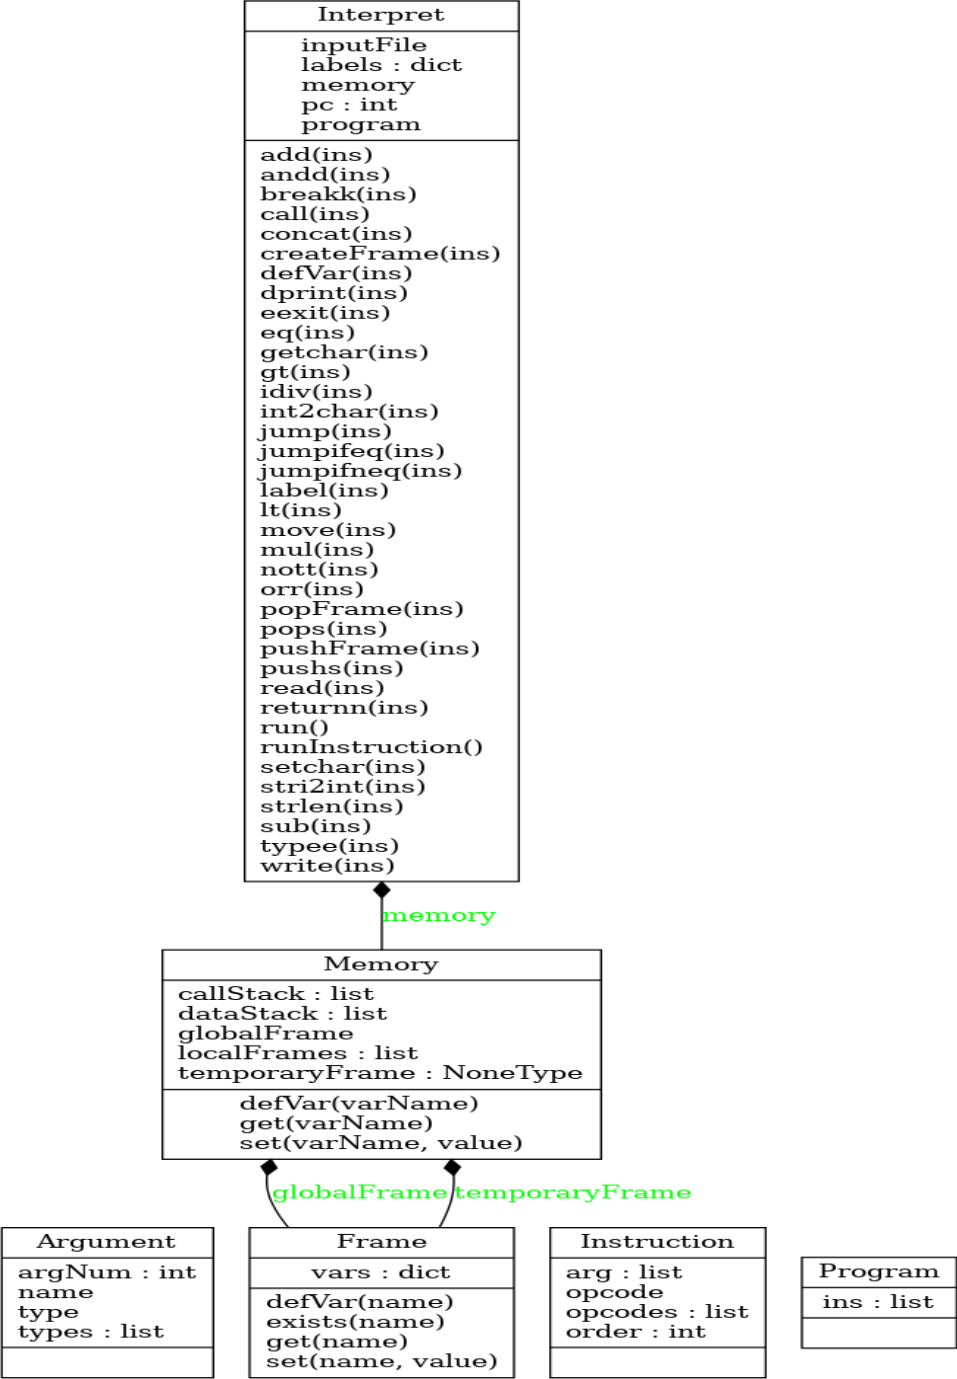 Interpret
inputFile
labels : dict
memory
pc : int
program
add(ins)
andd(ins)
breakk(ins)
call(ins)
concat(ins)
createFrame(ins)
defVar(ins)
dprint(ins)
eexit(ins)
eq(ins)
getchar(ins)
gt(ins)
idiv(ins)
int2char(ins)
jump(ins)
jumpifeq(ins)
jumpifneq(ins)
label(ins)
lt(ins)
move(ins)
mul(ins)
nott(ins)
orr(ins)
popFrame(ins)
pops(ins)
pushFrame(ins)
pushs(ins)
read(ins)
returnn(ins)
run()
runInstruction()
setchar(ins)
stri2int(ins)
strlen(ins)
sub(ins)
typee(ins)
write(ins)
memory
Memory
callStack : list
dataStack : list
globalFrame
localFrames : list
temporaryFrame : NoneType
defVar(varName)
get(varName)
set(varName, value)
globalFrame
temporaryFrame
Argument
argNum : int
name
type
types : list
Frame
vars : dict
defVar(name)
exists(name)
get(name)
set(name, value)
Instruction
arg : list
opcode
opcodes : list
order : int
Program
ins : list